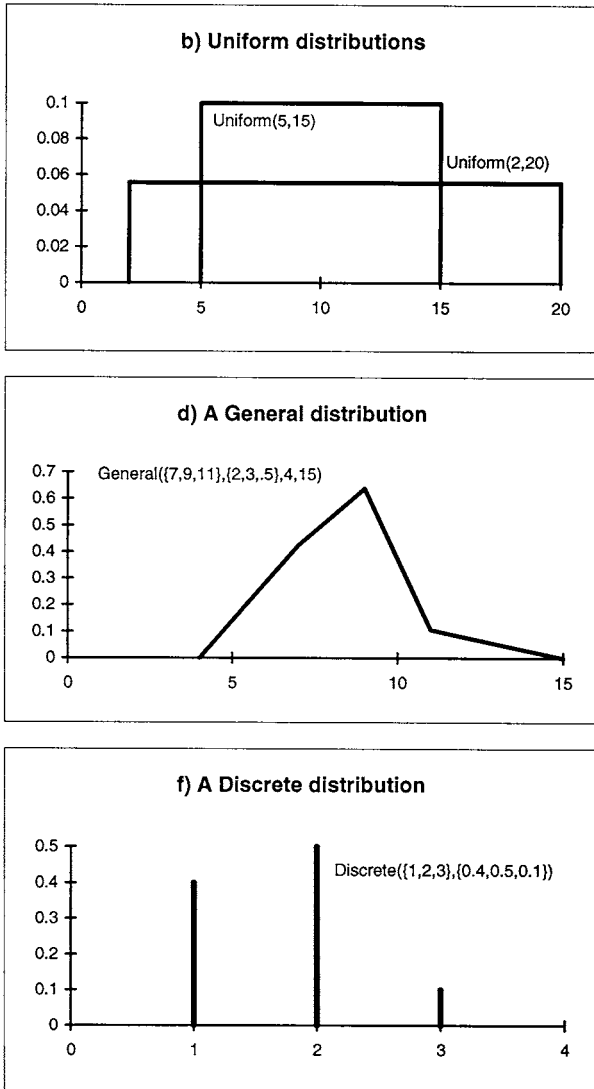 b) Uniform distributions
0.1
Uniform(5,15)
0.08
Uniform(2,20)
0.06
0.04
0.02
0
0 5 10 15 20
d) A General distribution
0.7
General({7,9,11},{2,3,.5},4,15)
0.6
0.5
0.4
0.3
0.2
0.1
0
0 5 10 15
f) A Discrete distribution
0.5
Discrete({1,2,3},{0.4,0.5,0.1})
0.4
0.3
0.2
0.1
0
0 1 2 3 4